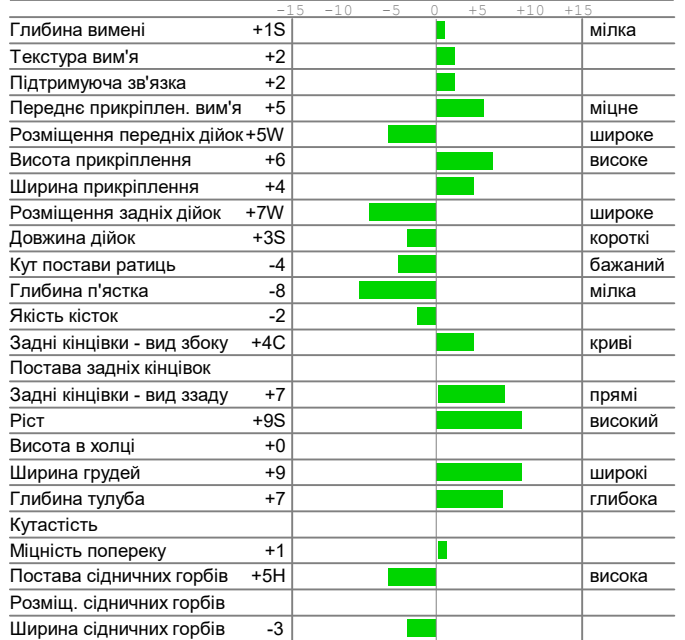 -15 -10 -5 0 +5 +10 +15
Глибина вимені +1S мілка
Текстура вим'я +2
Підтримуюча зв'язка +2
Переднє прикріплен. вим'я +5 міцне
Розміщення передніх дійок +5W широке
Висота прикріплення +6 високе
Ширина прикріплення +4
Розміщення задніх дійок +7W широке
Довжина дійок +3S короткі
Кут постави ратиць -4 бажаний
Глибина п'ястка -8 мілка
Якість кісток -2
Задні кінцівки - вид збоку +4C криві
Постава задніх кінцівок
Задні кінцівки - вид ззаду +7 прямі
Ріст +9S високий
Висота в холці +0
Ширина грудей +9 широкі
Глибина тулуба +7 глибока
Кутастість
Міцність попереку +1
Постава сідничних горбів +5H висока
Розміщ. сідничних горбів
Ширина сідничних горбів -3